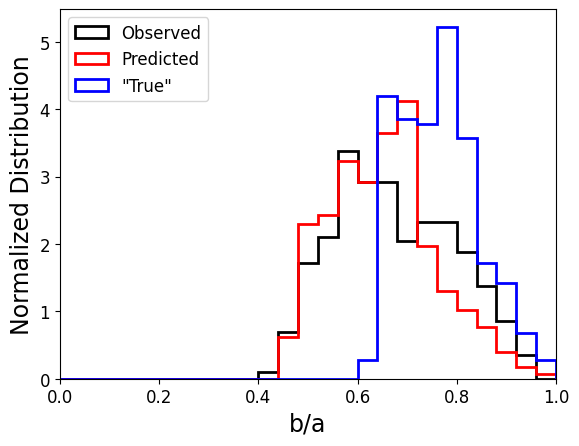 Observed
Predicted
"True"
Normalized Distribution
5
4
3
2
1
0
0.0 0.2 0.4 0.6 0.8 1.0
b/a